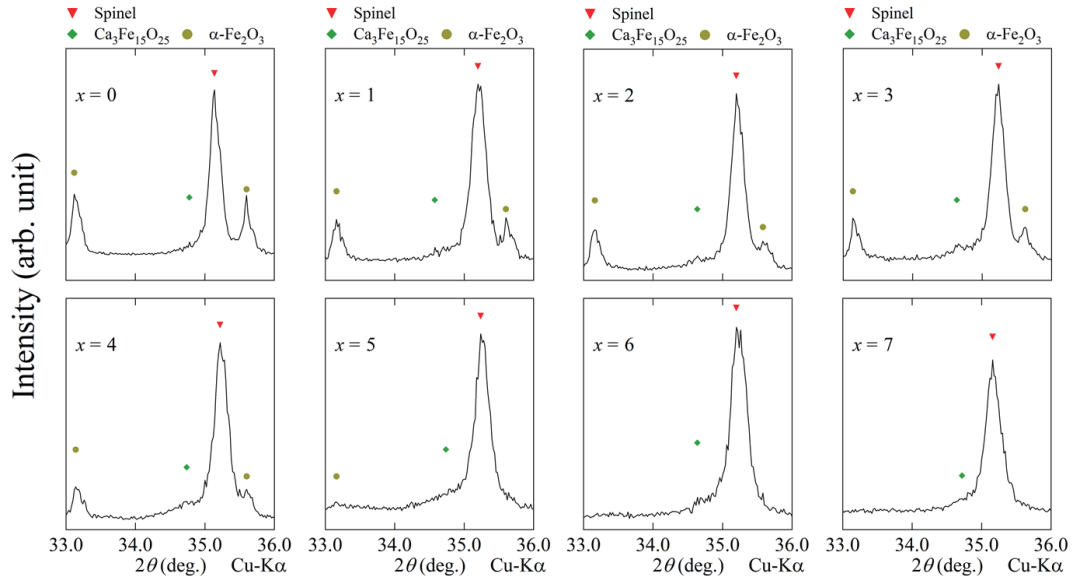 Spinel
Ca₃Fe₁₅O₂₅ α-Fe₂O₃
Spinel
Ca₃Fe₁₅O₂₅ α-Fe₂O₃
Spinel
Ca₃Fe₁₅O₂₅ α-Fe₂O₃
Spinel
Ca₃Fe₁₅O₂₅ α-Fe₂O₃
Intensity (arb. unit)
x = 0
x = 1
x = 2
x = 3
x = 4
x = 5
x = 6
x = 7
33.0 34.0 35.0 36.0
2θ (deg.) Cu-Kα
33.0 34.0 35.0 36.0
2θ (deg.) Cu-Kα
33.0 34.0 35.0 36.0
2θ (deg.) Cu-Kα
33.0 34.0 35.0 36.0
2θ (deg.) Cu-Kα